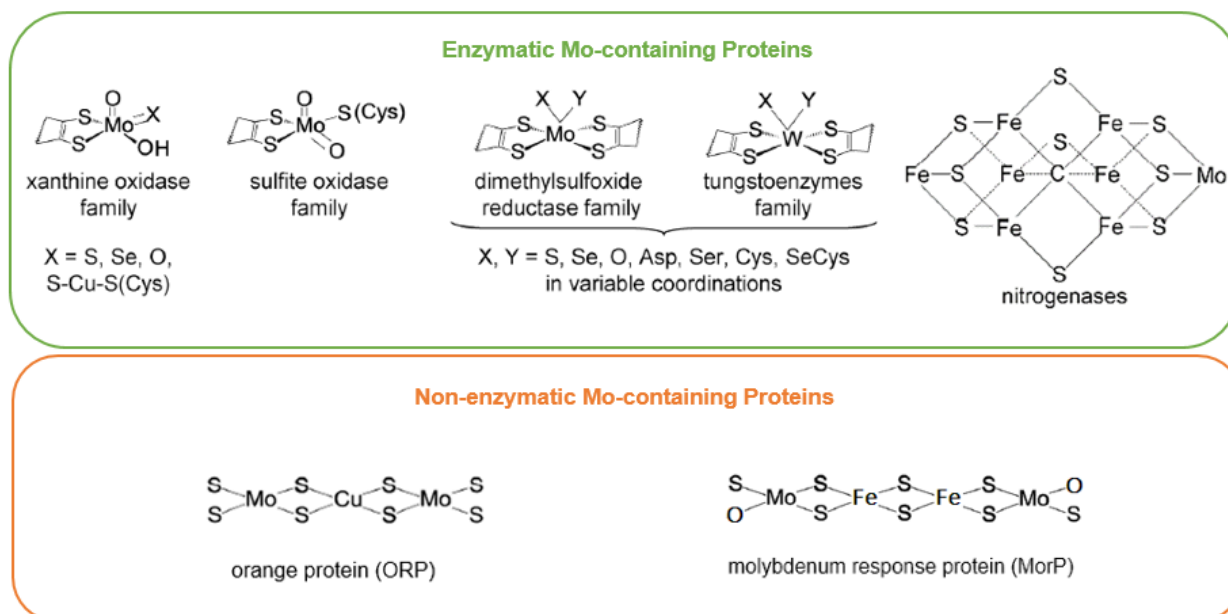 Enzymatic Mo-containing Proteins
O
S
Mo
X
S
OH
xanthine oxidase
family
X = S, Se, O,
S-Cu-S(Cys)
O
S
Mo
S(Cys)
S
O
sulfite oxidase
family
X Y
S
Mo
S
S
S
dimethylsulfoxide
reductase family
X Y
S
W
S
S
S
tungstoenzymes
family
X, Y = S, Se, O, Asp, Ser, Cys, SeCys
in variable coordinations
S
S Fe Fe S
S
Fe S Fe C Fe S Mo
S Fe Fe S
S
nitrogenases
Non-enzymatic Mo-containing Proteins
S S S S
Mo Cu Mo
S S S S
orange protein (ORP)
S S S S O
Mo Fe Fe Mo
O S S S S
molybdenum response protein (MorP)